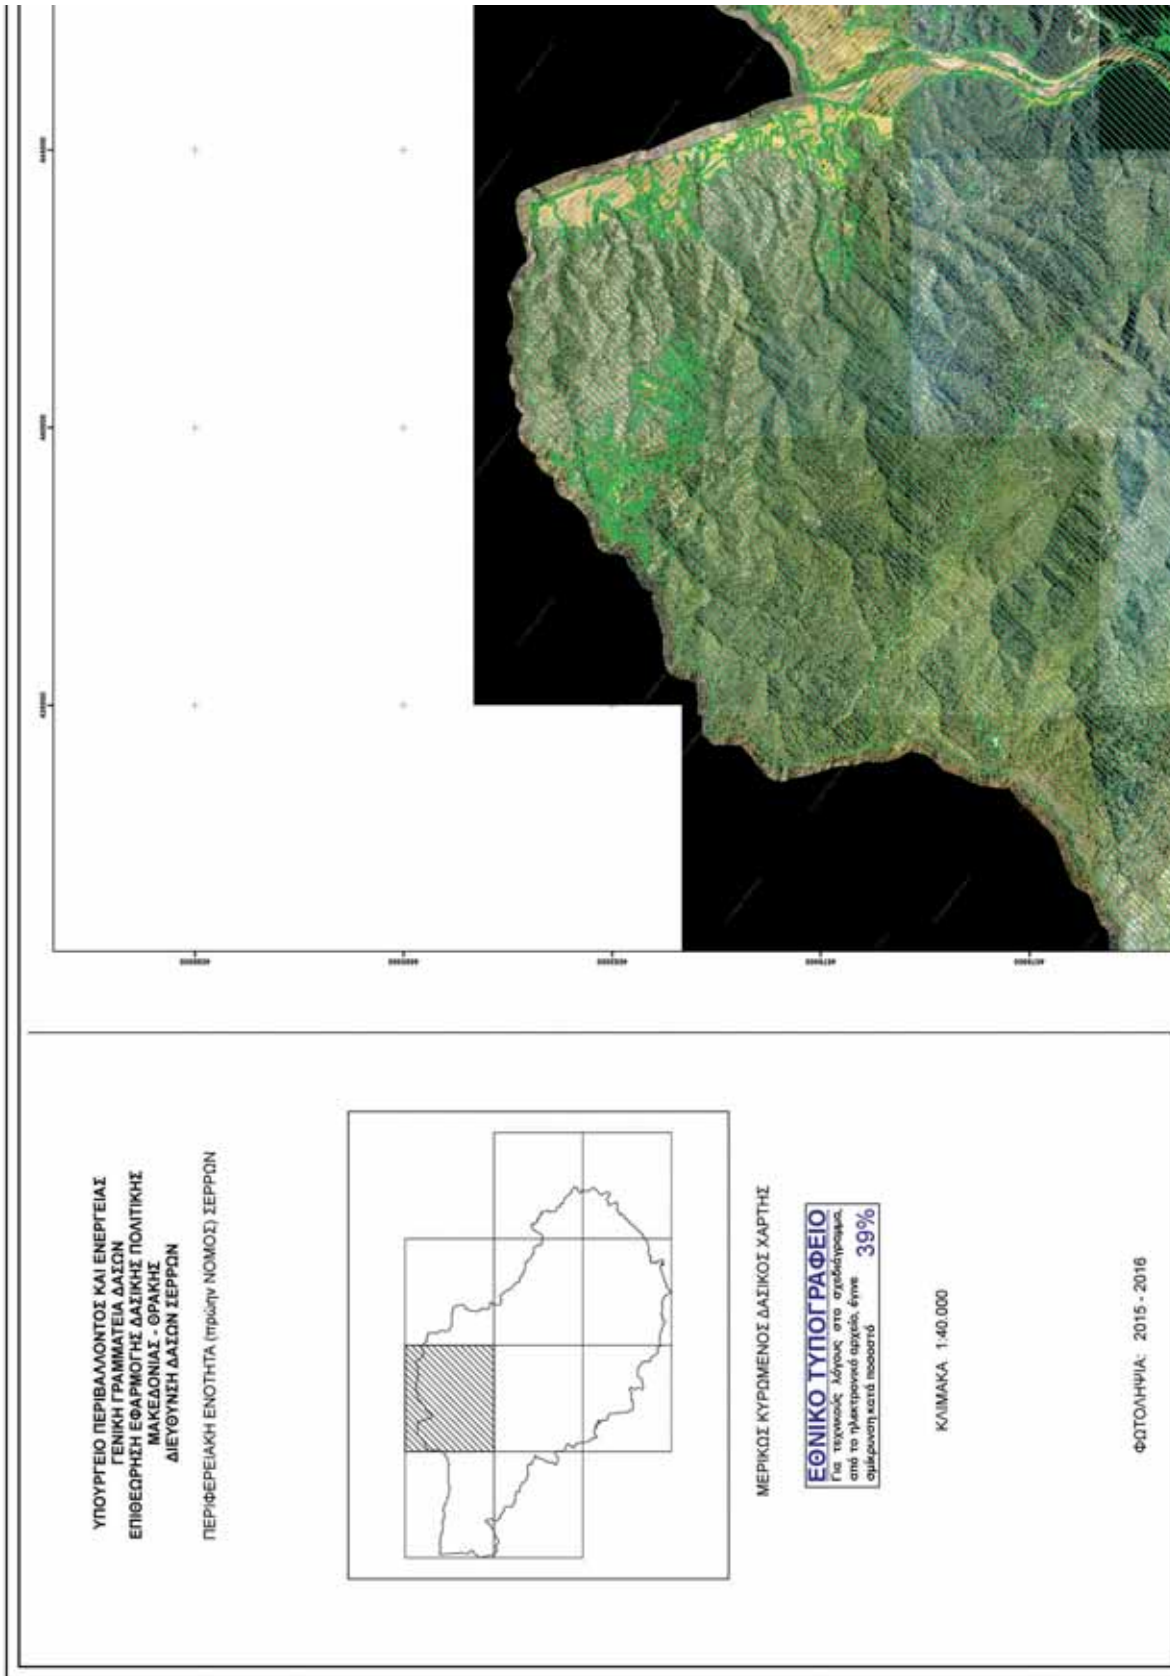 ΥΠΟΥΡΓΕΙΟ ΠΕΡΙΒΑΛΛΟΝΤΟΣ ΚΑΙ ΕΝΕΡΓΕΙΑΣ
ΓΕΝΙΚΗ ΓΡΑΜΜΑΤΕΙΑ ΔΑΣΩΝ
ΕΠΙΘΕΩΡΗΣΗ ΕΦΑΡΜΟΓΗΣ ΔΑΣΙΚΗΣ ΠΟΛΙΤΙΚΗΣ
ΜΑΚΕΔΟΝΙΑΣ - ΘΡΑΚΗΣ
ΔΙΕΥΘΥΝΣΗ ΔΑΣΩΝ ΣΕΡΡΩΝ
ΠΕΡΙΦΕΡΕΙΑΚΗ ΕΝΟΤΗΤΑ (πρώην ΝΟΜΟΣ) ΣΕΡΡΩΝ
ΜΕΡΙΚΩΣ ΚΥΡΩΜΕΝΟΣ ΔΑΣΙΚΟΣ ΧΑΡΤΗΣ
ΕΘΝΙΚΟ ΤΥΠΟΓΡΑΦΕΙΟ
Για τεχνικούς λόγους στο σχεδιάγραμμα,
από το ηλεκτρονικό αρχείο, έγινε
σμίκρυνση κατά ποσοστό 39%
ΚΛΙΜΑΚΑ 1:40.000
ΦΩΤΟΛΗΨΙΑ: 2015 - 2016